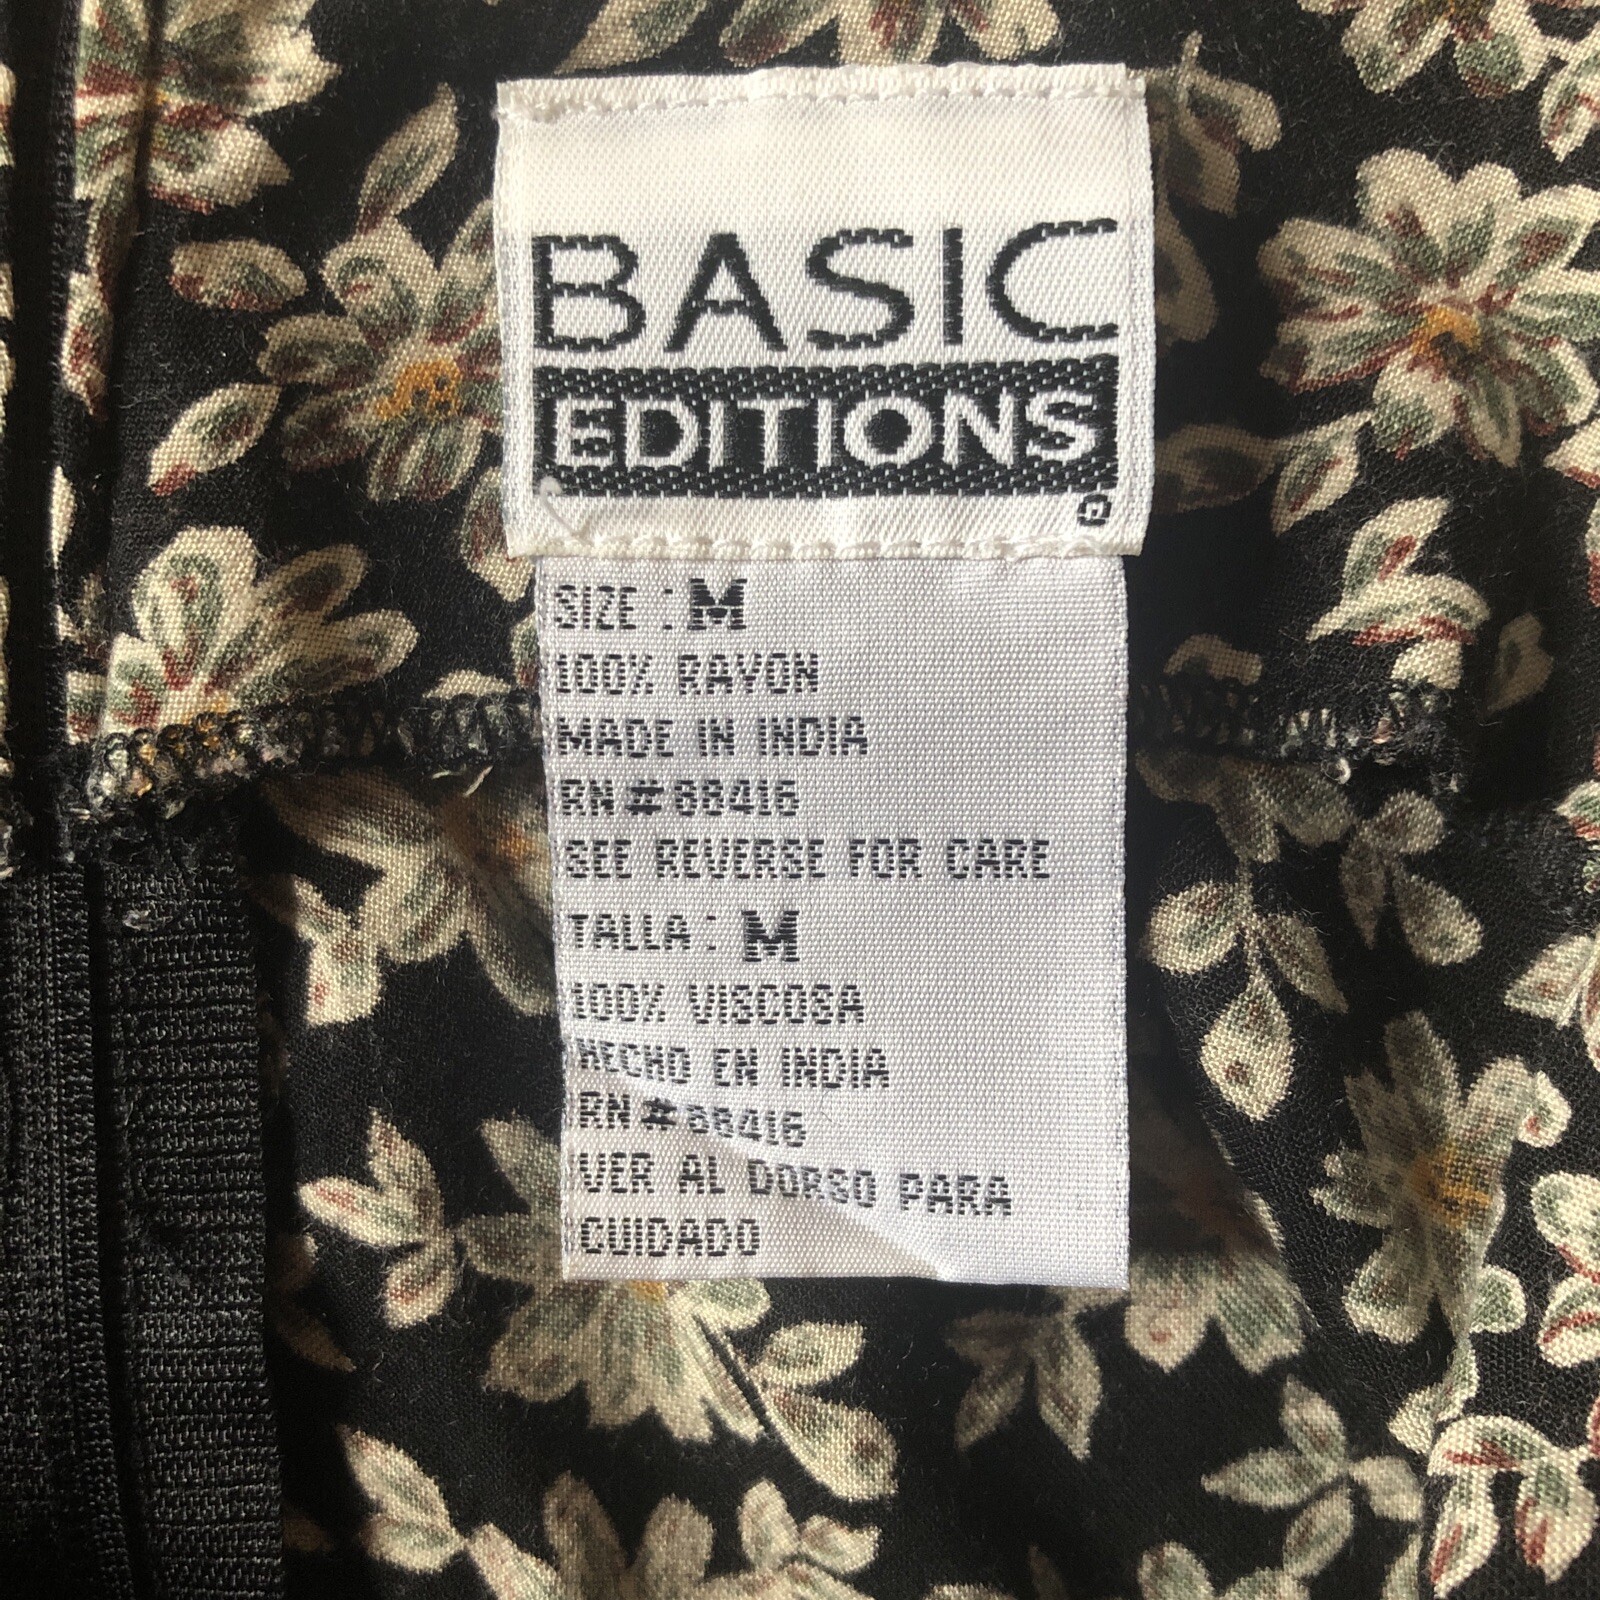 BASIC
EDITIONS
®
SIZE : M
100% RAYON
MADE IN INDIA
RN # 88416
SEE REVERSE FOR CARE
TALLA : M
100% VISCOSA
HECHO EN INDIA
RN # 88416
VER AL DORSO PARA
CUIDADO